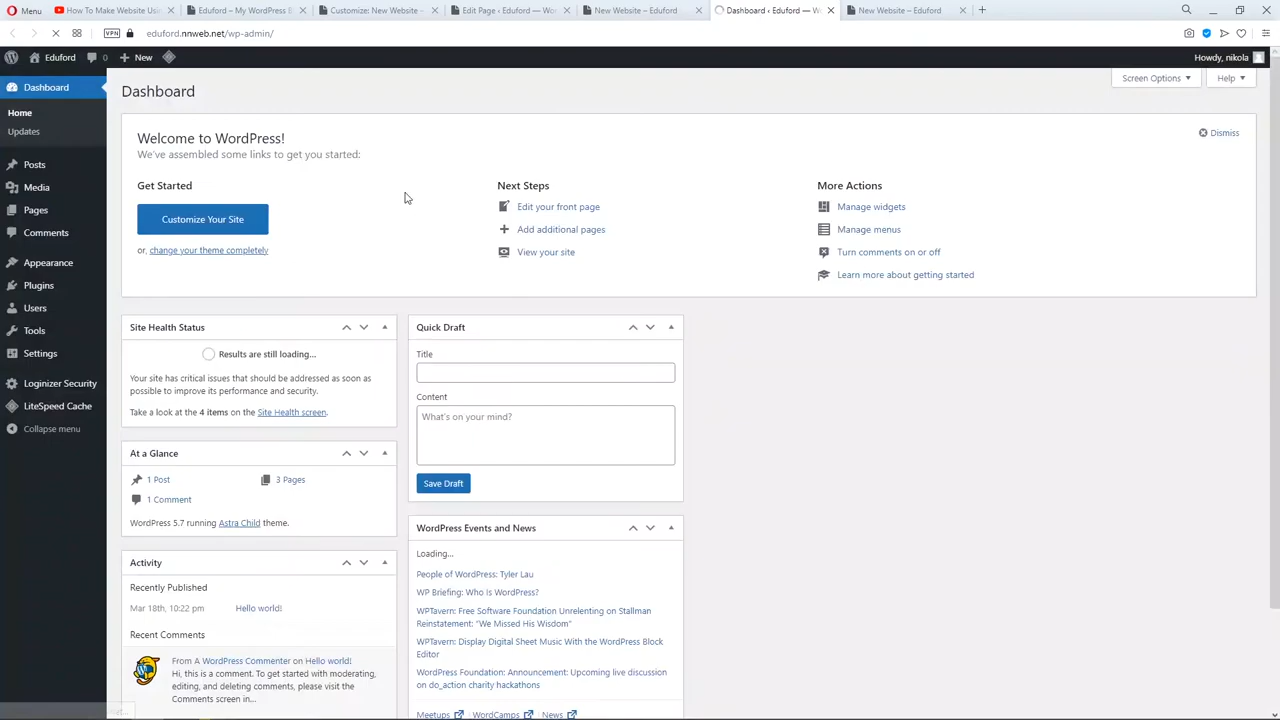 Menu
How To Make Website Usin
Eduford – My WordPress B
Customize: New Website –
Edit Page ‹ Eduford — Wo
New Website – Eduford
Dashboard ‹ Eduford — W
New Website – Eduford
VPN
eduford.nnweb.net/wp-admin/
Eduford
0
New
Howdy, nikola
Dashboard
Home
Updates
Posts
Media
Pages
Comments
Appearance
Plugins
Users
Tools
Settings
Loginizer Security
LiteSpeed Cache
Collapse menu
Dashboard
Screen Options
Help
Welcome to WordPress!
Dismiss
We've assembled some links to get you started:
Get Started
Customize Your Site
or, change your theme completely
Next Steps
Edit your front page
Add additional pages
View your site
More Actions
Manage widgets
Manage menus
Turn comments on or off
Learn more about getting started
Site Health Status
Results are still loading...
Your site has critical issues that should be addressed as soon as
possible to improve its performance and security.
Take a look at the 4 items on the Site Health screen.
At a Glance
1 Post
3 Pages
1 Comment
WordPress 5.7 running Astra Child theme.
Activity
Recently Published
Mar 18th, 10:22 pm
Hello world!
Recent Comments
From A WordPress Commenter on Hello world!
Hi, this is a comment. To get started with moderating,
editing, and deleting comments, please visit the
Comments screen in...
Quick Draft
Title
Content
What's on your mind?
Save Draft
WordPress Events and News
Loading...
People of WordPress: Tyler Lau
WP Briefing: Who Is WordPress?
WPTavern: Free Software Foundation Unrelenting on Stallman
Reinstatement: "We Missed His Wisdom"
WPTavern: Display Digital Sheet Music With the WordPress Block
Editor
WordPress Foundation: Announcement: Upcoming live discussion
on do_action charity hackathons
Meetups
WordCamps
News